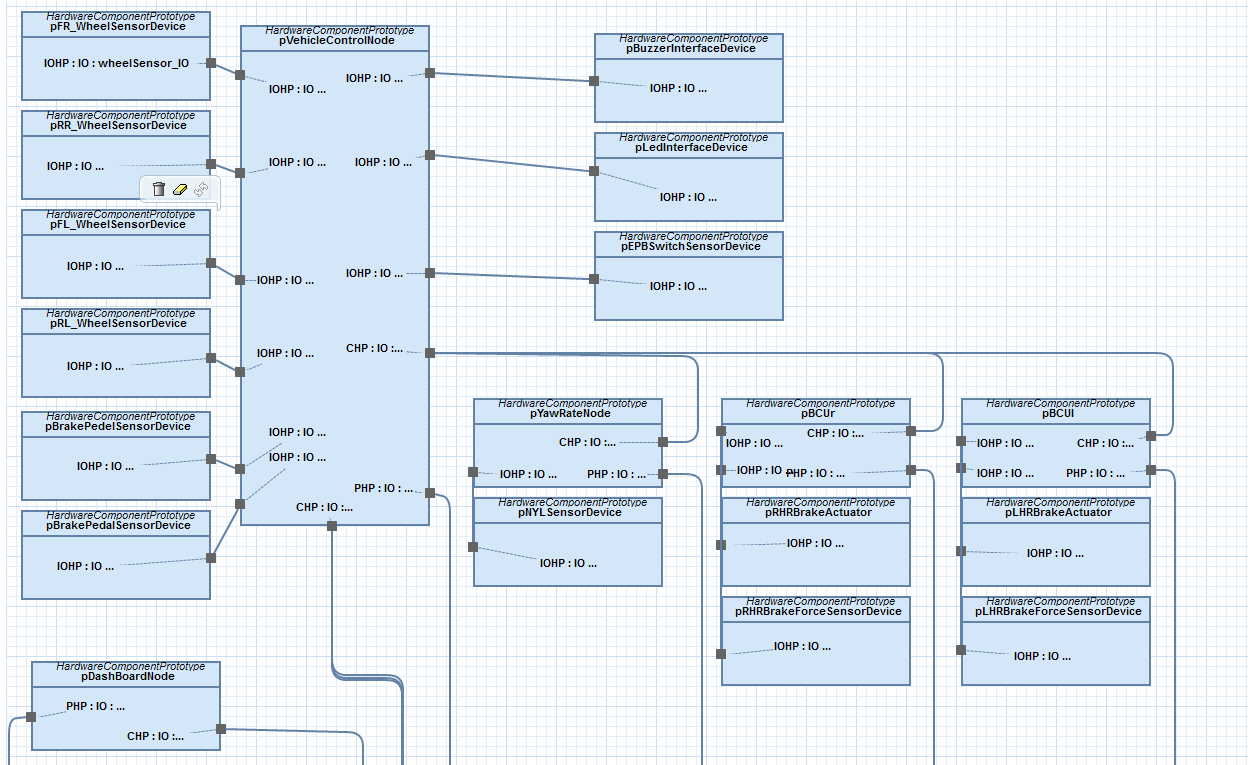 HardwareComponentPrototype
pFR_WheelSensorDevice
IOHP : IO : wheelSensor_IO
HardwareComponentPrototype
pRR_WheelSensorDevice
IOHP : IO ...
HardwareComponentPrototype
pFL_WheelSensorDevice
IOHP : IO ...
HardwareComponentPrototype
pRL_WheelSensorDevice
IOHP : IO ...
HardwareComponentPrototype
pBrakePedelSensorDevice
IOHP : IO ...
HardwareComponentPrototype
pBrakePedalSensorDevice
IOHP : IO ...
HardwareComponentPrototype
pDashBoardNode
PHP : IO : ...
CHP : IO :...
HardwareComponentPrototype
pVehicleControlNode
IOHP : IO ...
IOHP : IO ...
IOHP : IO ...
IOHP : IO ...
IOHP : IO ...
IOHP : IO ...
IOHP : IO ...
CHP : IO :...
IOHP : IO ...
IOHP : IO ...
PHP : IO : ...
CHP : IO :...
HardwareComponentPrototype
pBuzzerInterfaceDevice
IOHP : IO ...
HardwareComponentPrototype
pLedInterfaceDevice
IOHP : IO ...
HardwareComponentPrototype
pEPBSwitchSensorDevice
IOHP : IO ...
HardwareComponentPrototype
pYawRateNode
CHP : IO :...
IOHP : IO ... PHP : IO : ...
HardwareComponentPrototype
pNYLSensorDevice
IOHP : IO ...
HardwareComponentPrototype
pBCUr
CHP : IO :...
IOHP : IO ...
IOHP : IO PHP : IO : ...
HardwareComponentPrototype
pRHRBrakeActuator
IOHP : IO ...
HardwareComponentPrototype
pRHRBrakeForceSensorDevice
IOHP : IO ...
HardwareComponentPrototype
pBCUl
IOHP : IO ... CHP : IO :...
IOHP : IO ... PHP : IO : ...
HardwareComponentPrototype
pLHRBrakeActuator
IOHP : IO ...
HardwareComponentPrototype
pLHRBrakeForceSensorDevice
IOHP : IO ...